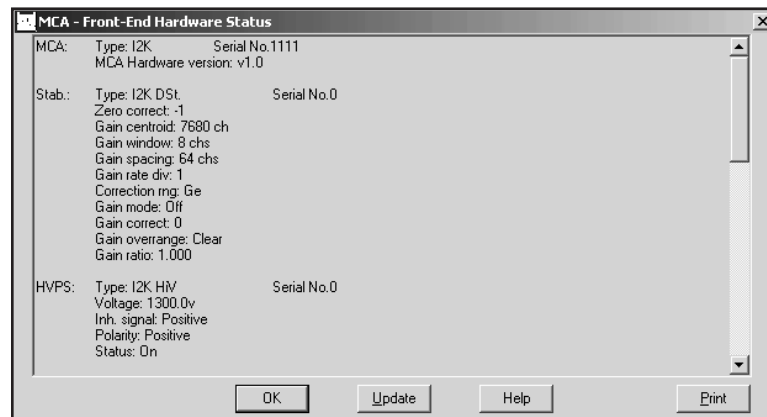 MCA - Front-End Hardware Status
MCA: Type: I2K Serial No.1111
MCA Hardware version: v1.0
Stab.: Type: I2K DSt. Serial No.0
Zero correct: -1
Gain centroid: 7680 ch
Gain window: 8 chs
Gain spacing: 64 chs
Gain rate div: 1
Correction rng: Ge
Gain mode: Off
Gain correct: 0
Gain overrange: Clear
Gain ratio: 1.000
HVPS: Type: I2K HiV Serial No.0
Voltage: 1300.0v
Inh. signal: Positive
Polarity: Positive
Status: On
OK Update Help Print